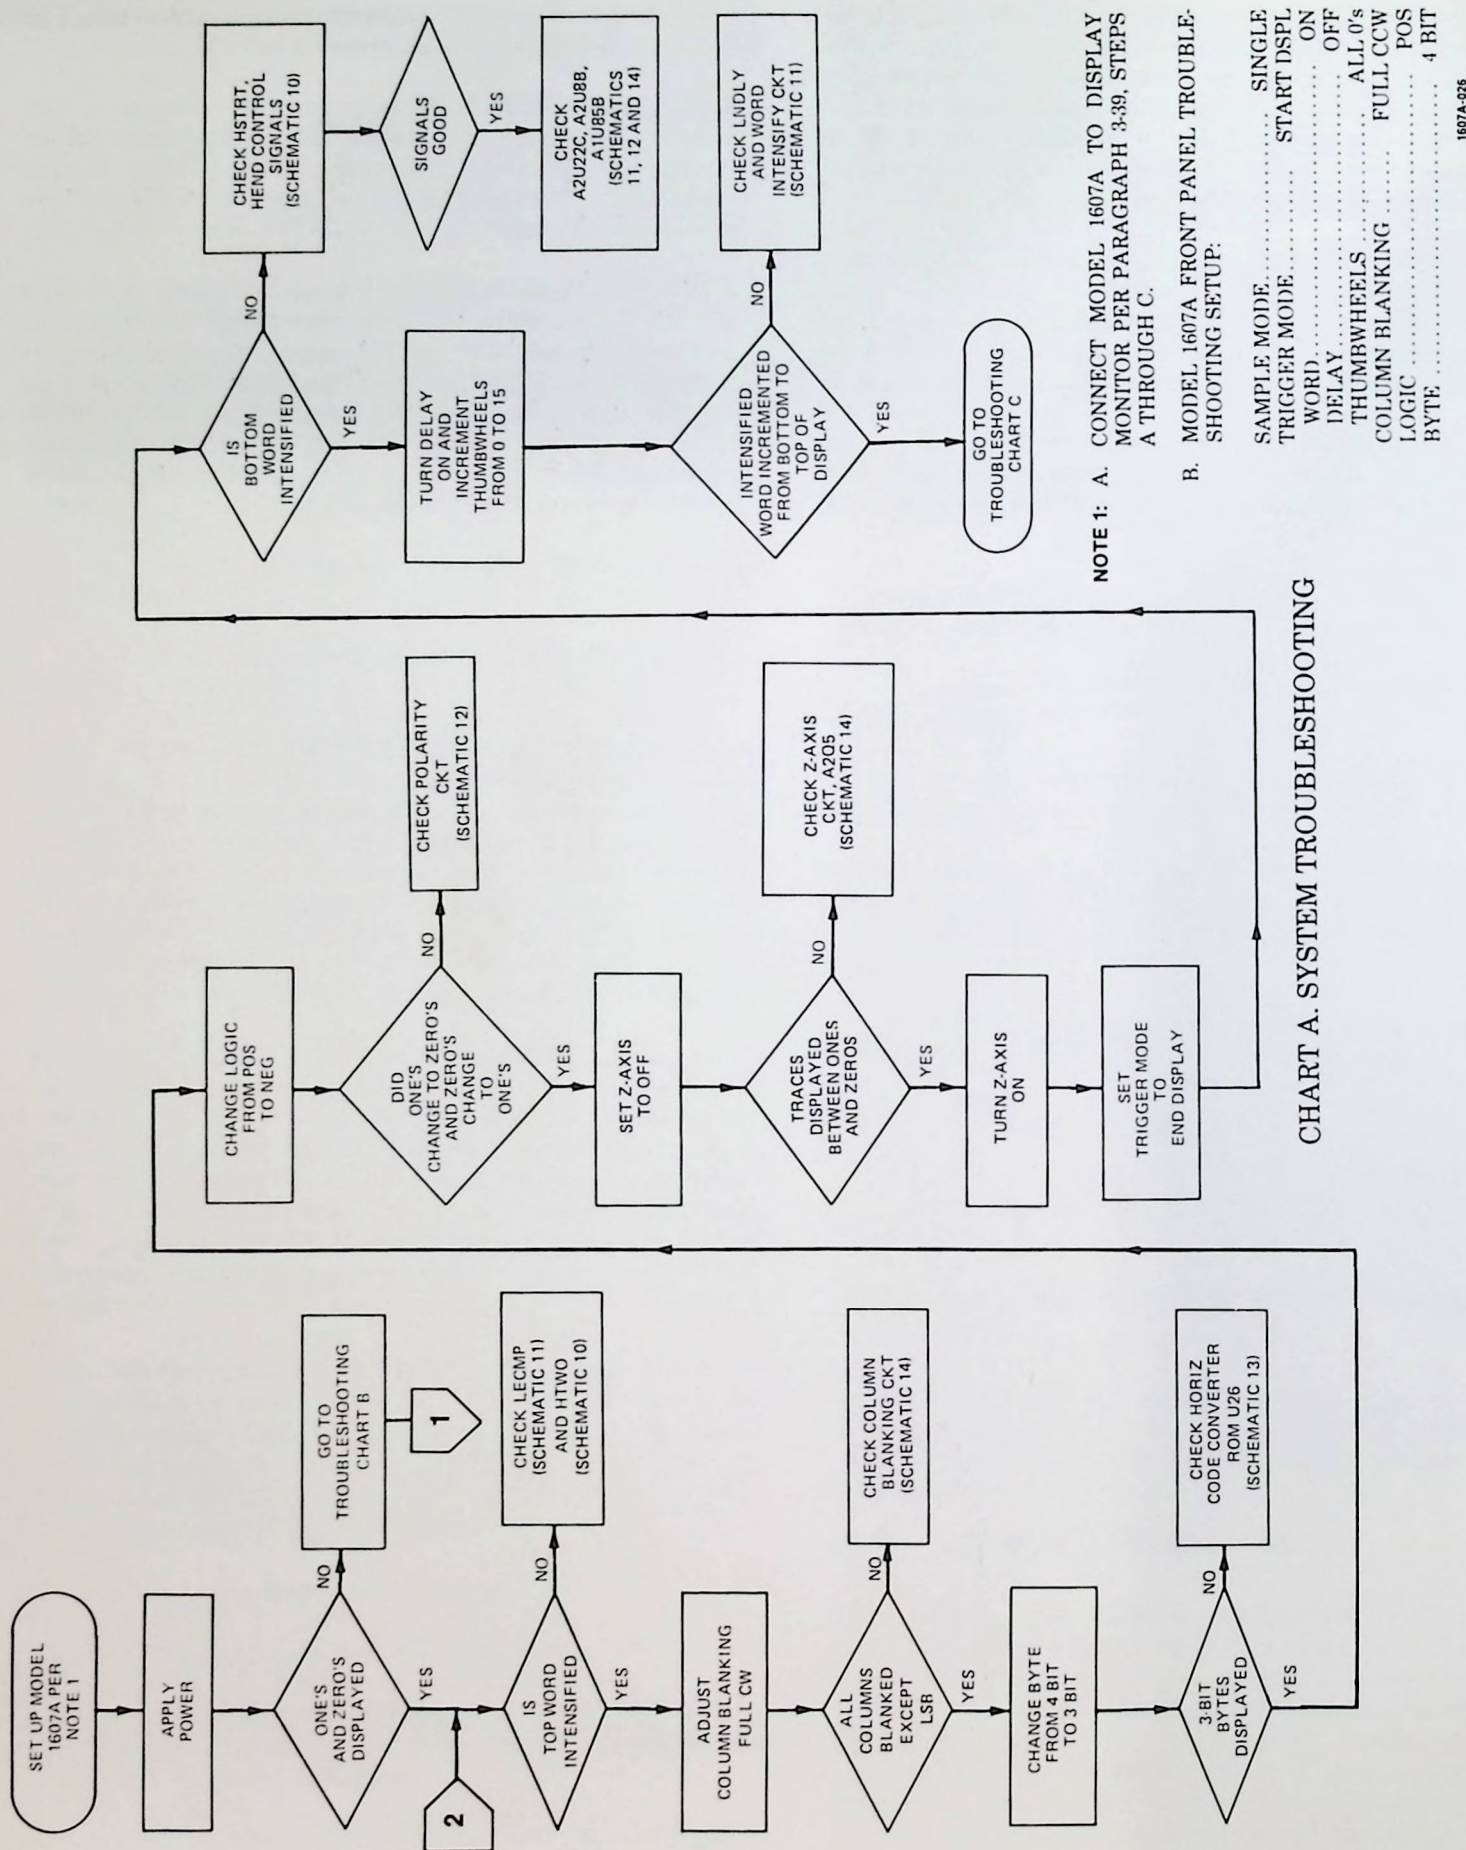 SET UP MODEL
1607A PER
NOTE 1
APPLY
POWER
ONE'S
AND ZERO'S
DISPLAYED
NO
GO TO
TROUBLESHOOTING
CHART B
1
YES
2
IS
TOP WORD
INTENSIFIED
NO
CHECK LECMP
(SCHEMATIC 11)
AND HTWO
(SCHEMATIC 10)
YES
ADJUST
COLUMN BLANKING
FULL CW
ALL
COLUMNS
BLANKED
EXCEPT
LSB
NO
CHECK COLUMN
BLANKING CKT
(SCHEMATIC 14)
YES
CHANGE BYTE
FROM 4 BIT
TO 3 BIT
3-BIT
BYTES
DISPLAYED
NO
CHECK HORIZ
CODE CONVERTER
ROM U26
(SCHEMATIC 13)
YES
CHANGE LOGIC
FROM POS
TO NEG
DID
ONE'S
CHANGE TO ZERO'S
AND ZERO'S
CHANGE
TO
ONE'S
NO
CHECK POLARITY
CKT
(SCHEMATIC 12)
YES
SET Z-AXIS
TO OFF
TRACES
DISPLAYED
BETWEEN ONES
AND ZEROS
NO
CHECK Z-AXIS
CKT, A2Q5
(SCHEMATIC 14)
YES
TURN Z-AXIS
ON
SET
TRIGGER MODE
TO
END DISPLAY
IS
BOTTOM
WORD
INTENSIFIED
NO
CHECK HSTRT,
HEND CONTROL
SIGNALS
(SCHEMATIC 10)
SIGNALS
GOOD
YES
CHECK
A2U22C, A2U8B,
A1U85B
(SCHEMATICS
11, 12 AND 14)
YES
TURN DELAY
ON AND
INCREMENT
THUMBWHEELS
FROM 0 TO 15
INTENSIFIED
WORD INCREMENTED
FROM BOTTOM TO
TOP OF
DISPLAY
NO
CHECK LNDLY
AND WORD
INTENSIFY CKT
(SCHEMATIC 11)
YES
GO TO
TROUBLESHOOTING
CHART C
NOTE 1: A. CONNECT MODEL 1607A TO DISPLAY
MONITOR PER PARAGRAPH 3-39, STEPS
A THROUGH C.
B. MODEL 1607A FRONT PANEL TROUBLE-
SHOOTING SETUP:
SAMPLE MODE.................. SINGLE
TRIGGER MODE........... START DSPL
WORD............................ ON
DELAY........................... OFF
THUMBWHEELS.............. ALL 0's
COLUMN BLANKING....... FULL CCW
LOGIC.......................... POS
BYTE.......................... 4 BIT
CHART A. SYSTEM TROUBLESHOOTING
1607A-026